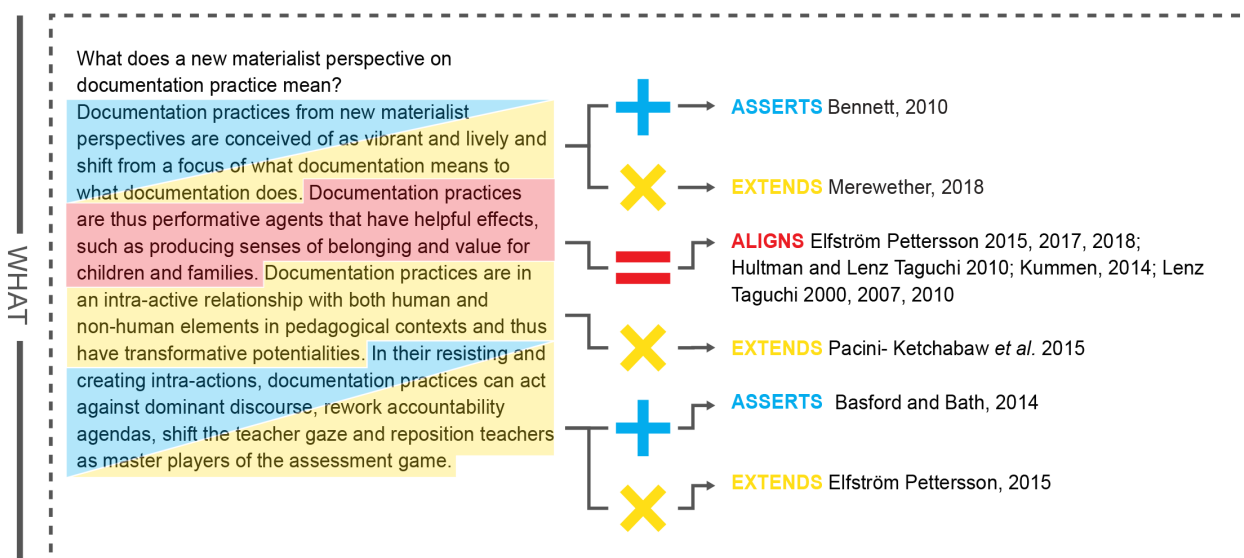 WHAT
What does a new materialist perspective on
documentation practice mean?
Documentation practices from new materialist
perspectives are conceived of as vibrant and lively and
shift from a focus of what documentation means to
what documentation does. Documentation practices
are thus performative agents that have helpful effects,
such as producing senses of belonging and value for
children and families. Documentation practices are in
an intra-active relationship with both human and
non-human elements in pedagogical contexts and thus
have transformative potentialities. In their resisting and
creating intra-actions, documentation practices can act
against dominant discourse, rework accountability
agendas, shift the teacher gaze and reposition teachers
as master players of the assessment game.
ASSERTS Bennett, 2010
EXTENDS Merewether, 2018
ALIGNS Elfström Pettersson 2015, 2017, 2018;
Hultman and Lenz Taguchi 2010; Kummen, 2014; Lenz
Taguchi 2000, 2007, 2010
EXTENDS Pacini- Ketchabaw et al. 2015
ASSERTS Basford and Bath, 2014
EXTENDS Elfström Pettersson, 2015